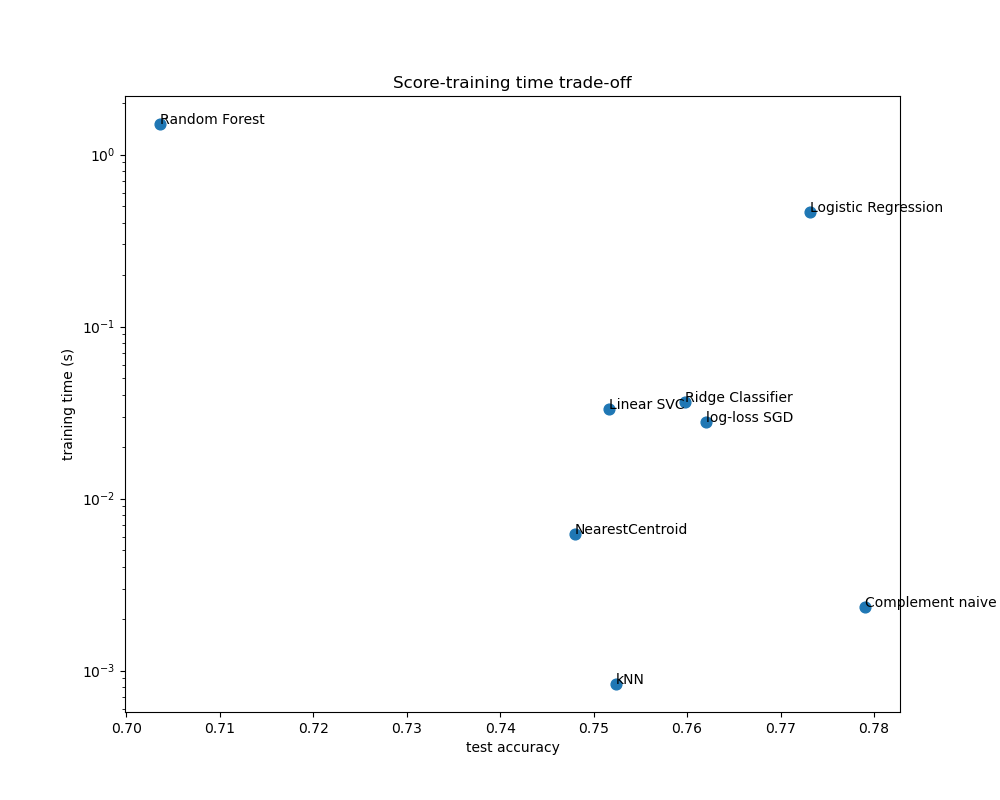 Score-training time trade-off
Random Forest
10⁰
Logistic Regression
10⁻¹
training time (s)
Ridge Classifier
Linear SVC
log-loss SGD
10⁻²
NearestCentroid
Complement naive
10⁻³
kNN
0.70 0.71 0.72 0.73 0.74 0.75 0.76 0.77 0.78
test accuracy